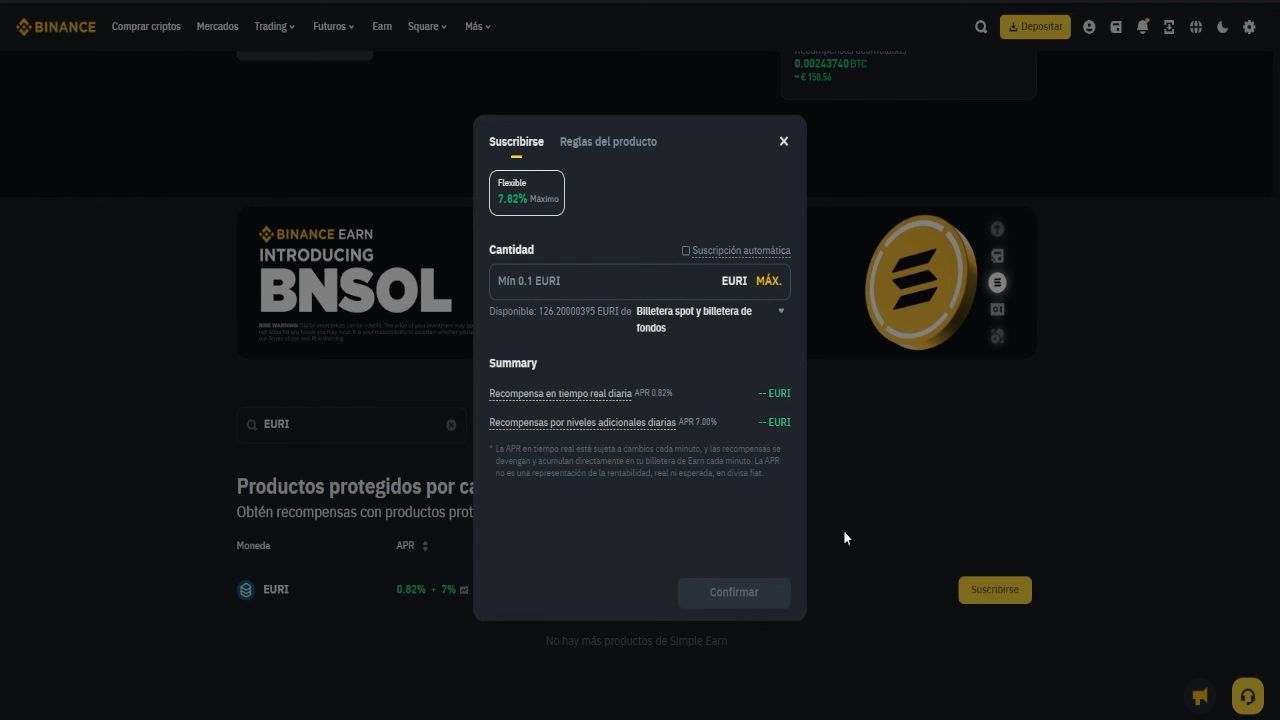 BINANCE
Comprar criptos
Mercados
Trading
Futuros
Earn
Square
Más
Depositar
Recompensas acumuladas
0.00243740 BTC
≈ € 150.56
Suscribirse
Reglas del producto
Flexible
7.82% Máximo
BINANCE EARN
INTRODUCING
BNSOL
Cantidad
Suscripción automática
Mín 0.1 EURI
EURI MÁX.
Disponible: 126.20000395 EURI de Billetera spot y billetera de
fondos
Summary
Recompensa en tiempo real diaria APR 0.82%
-- EURI
Recompensas por niveles adicionales diarias APR 7.00%
-- EURI
* La APR en tiempo real está sujeta a cambios cada minuto, y las recompensas se
devengan y acumulan directamente en tu billetera de Earn cada minuto. La APR
no es una representación de la rentabilidad, real ni esperada, en divisa fiat.
EURI
Productos protegidos por ca
Obtén recompensas con productos prot
Moneda
APR
EURI
0.82% + 7%
Suscribirse
Confirmar
No hay más productos de Simple Earn